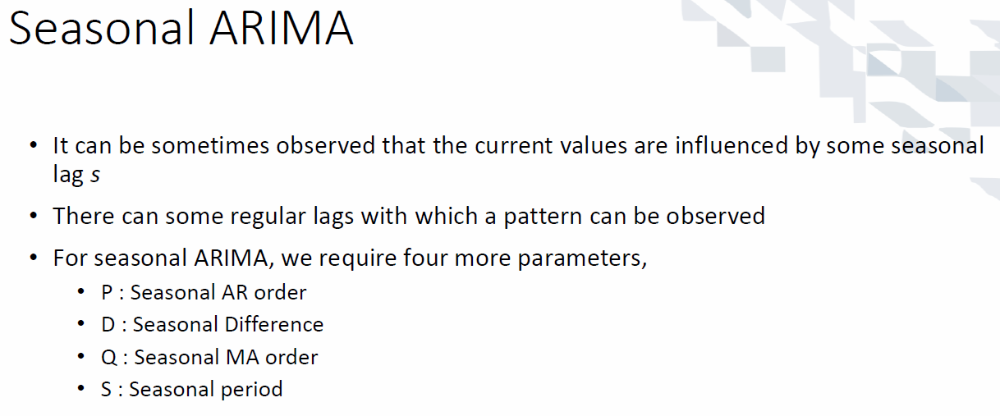 Seasonal ARIMA
• It can be sometimes observed that the current values are influenced by some seasonal
lag s
• There can some regular lags with which a pattern can be observed
• For seasonal ARIMA, we require four more parameters,
• P : Seasonal AR order
• D : Seasonal Difference
• Q : Seasonal MA order
• S : Seasonal period